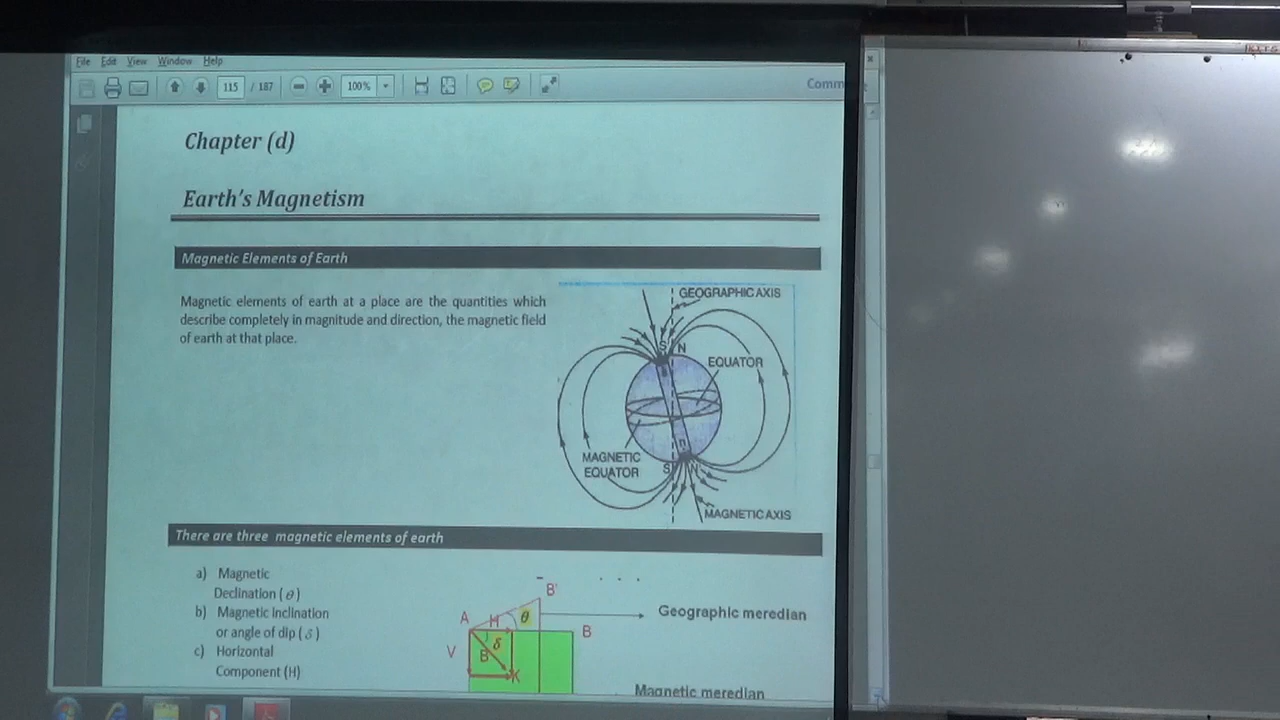 File Edit View Window Help
115 / 187 100% Comm
Chapter (d)
Earth's Magnetism
Magnetic Elements of Earth
Magnetic elements of earth at a place are the quantities which
describe completely in magnitude and direction, the magnetic field
of earth at that place.
GEOGRAPHIC AXIS
S N
EQUATOR
MAGNETIC
EQUATOR
S N
MAGNETIC AXIS
There are three magnetic elements of earth
a) Magnetic
Declination (θ)
b) Magnetic inclination
or angle of dip (δ)
c) Horizontal
Component (H)
B'
A H θ
B
V δ
B
K
Geographic meredian
Magnetic meredian